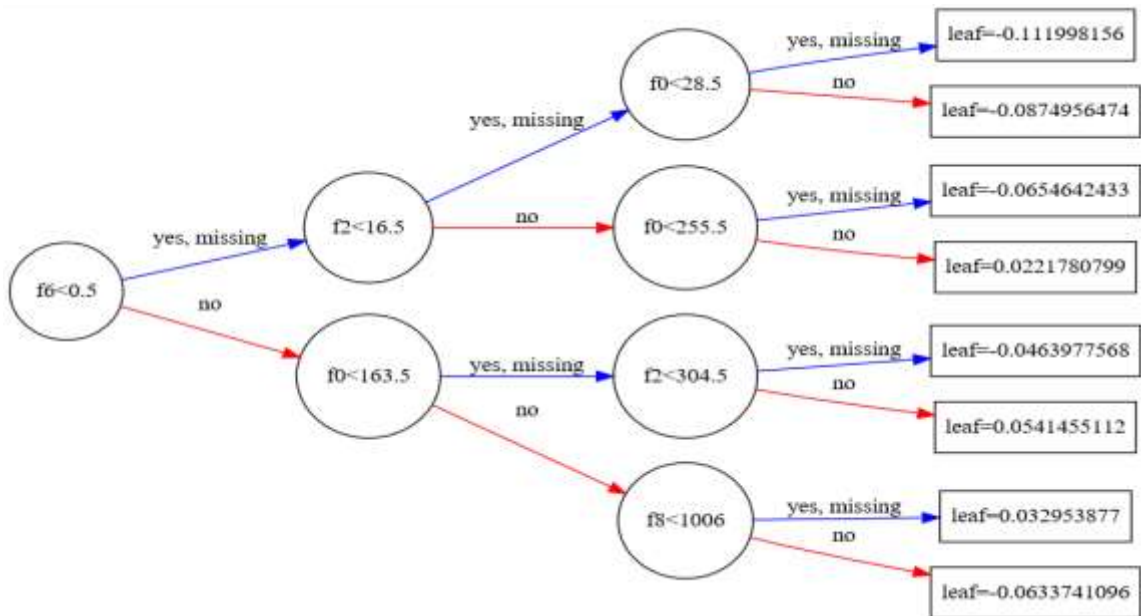 leaf=-0.111998156
yes, missing
f0<28.5
no
leaf=-0.0874956474
yes, missing
leaf=-0.0654642433
yes, missing
f2<16.5
no
f0<255.5
no
leaf=0.0221780799
yes, missing
f6<0.5
no
leaf=-0.0463977568
yes, missing
f0<163.5
yes, missing
f2<304.5
no
leaf=0.0541455112
no
yes, missing
f8<1006
leaf=0.032953877
no
leaf=-0.0633741096